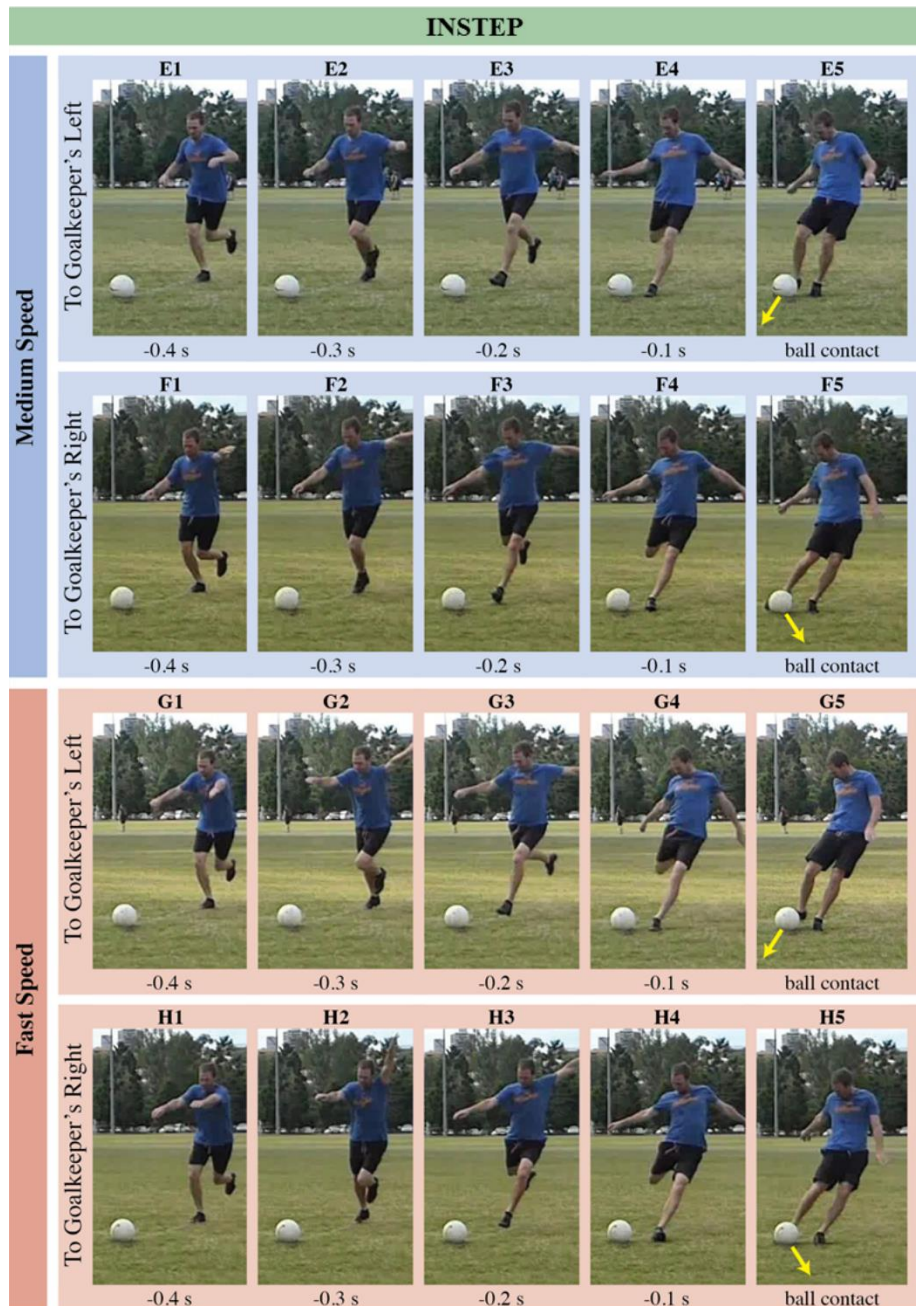 INSTEP
Medium Speed
To Goalkeeper's Left
E1 E2 E3 E4 E5
-0.4 s -0.3 s -0.2 s -0.1 s ball contact
To Goalkeeper's Right
F1 F2 F3 F4 F5
-0.4 s -0.3 s -0.2 s -0.1 s ball contact
Fast Speed
To Goalkeeper's Left
G1 G2 G3 G4 G5
-0.4 s -0.3 s -0.2 s -0.1 s ball contact
To Goalkeeper's Right
H1 H2 H3 H4 H5
-0.4 s -0.3 s -0.2 s -0.1 s ball contact